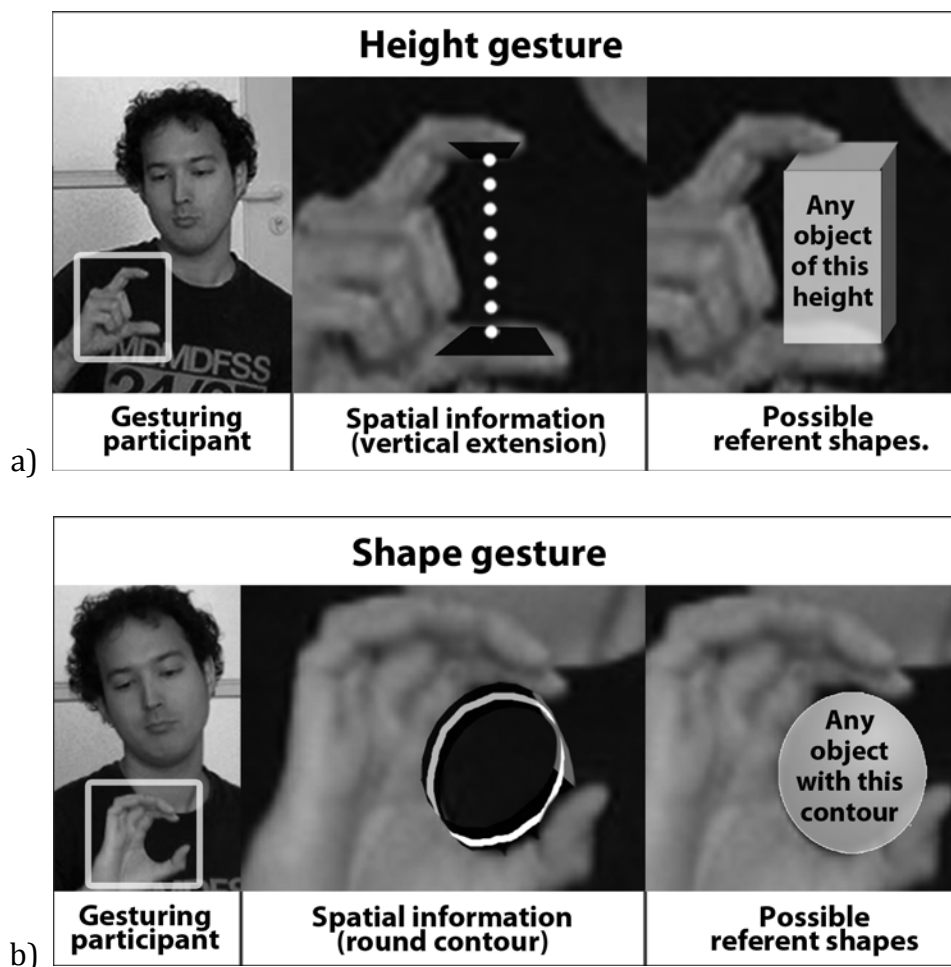 Height gesture
MDMDFSS
Any
object
of this
height
Gesturing
participant
Spatial information
(vertical extension)
Possible
referent shapes.
a)
Shape gesture
Any
object
with this
contour
Gesturing
participant
Spatial information
(round contour)
Possible
referent shapes
b)